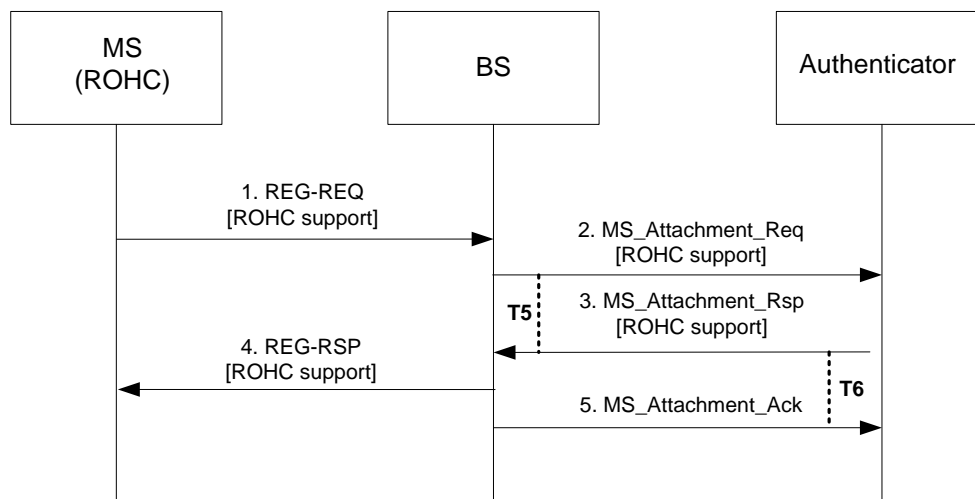 MS
(ROHC)
BS
Authenticator
1. REG-REQ
[ROHC support]
2. MS_Attachment_Req
[ROHC support]
T5
3. MS_Attachment_Rsp
[ROHC support]
4. REG-RSP
[ROHC support]
T6
5. MS_Attachment_Ack